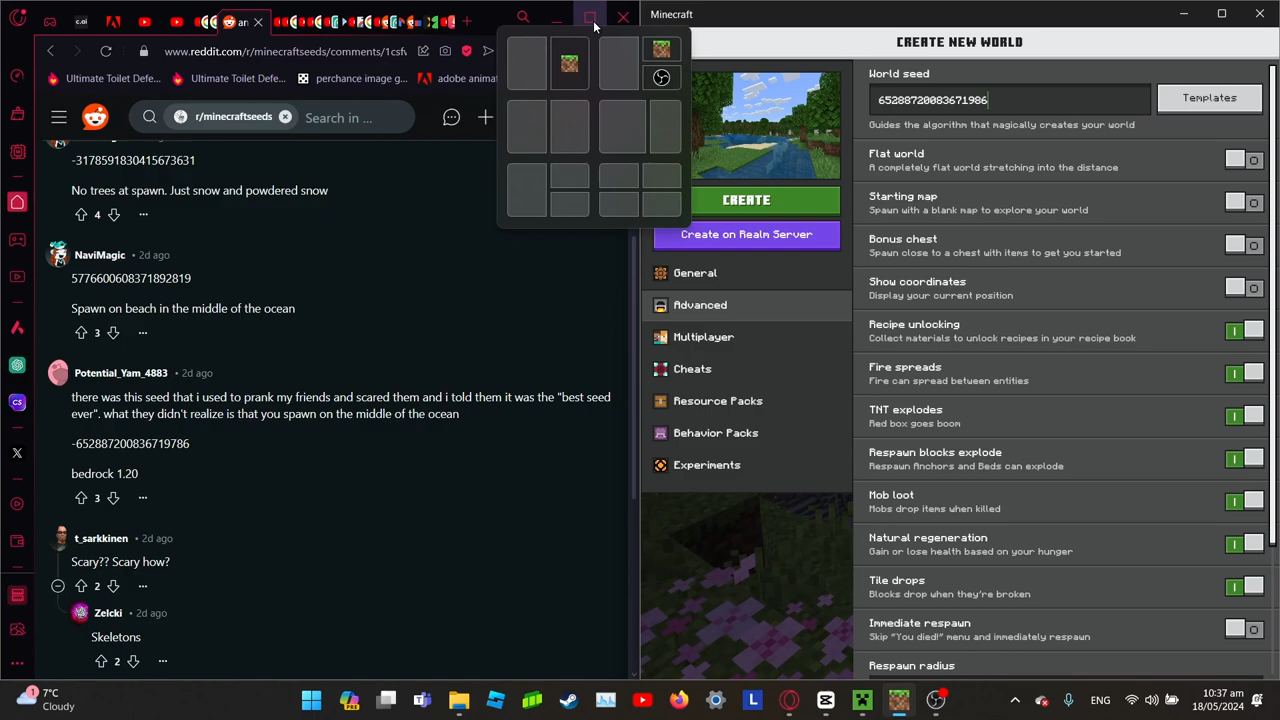 c.ai
an
www.reddit.com/r/minecraftseeds/comments/1csf
Ultimate Toilet Def...
Ultimate Toilet Def...
perchance image g...
adobe animat
r/minecraftseeds
Search in ...
-3178591830415673631
No trees at spawn. Just snow and powdered snow
4
...
NaviMagic • 2d ago
5776600608371892819
Spawn on beach in the middle of the ocean
3
...
Potential_Yam_4883 • 2d ago
there was this seed that i used to prank my friends and scared them and i told them it was the "best seed
ever". what they didn't realize is that you spawn on the middle of the ocean
-652887200836719786
bedrock 1.20
3
...
t_sarkkinen • 2d ago
Scary?? Scary how?
2
...
Zelcki • 2d ago
Skeletons
2
...
Minecraft
CREATE NEW WORLD
CREATE
Create on Realm Server
General
Advanced
Multiplayer
Cheats
Resource Packs
Behavior Packs
Experiments
World seed
65288720083671986
Templates
Guides the algorithm that magically creates your world
Flat world
A completely flat world stretching into the distance
Starting map
Spawn with a blank map to explore your world
Bonus chest
Spawn close to a chest with items to get you started
Show coordinates
Display your current position
Recipe unlocking
Collect materials to unlock recipes in your recipe book
Fire spreads
Fire can spread between entities
TNT explodes
Red box goes boom
Respawn blocks explode
Respawn Anchors and Beds can explode
Mob loot
Mobs drop items when killed
Natural regeneration
Gain or lose health based on your hunger
Tile drops
Blocks drop when they're broken
Immediate respawn
Skip "You died!" menu and immediately respawn
Respawn radius
1
7°C
Cloudy
PRE
L
ENG
10:37 am
18/05/2024